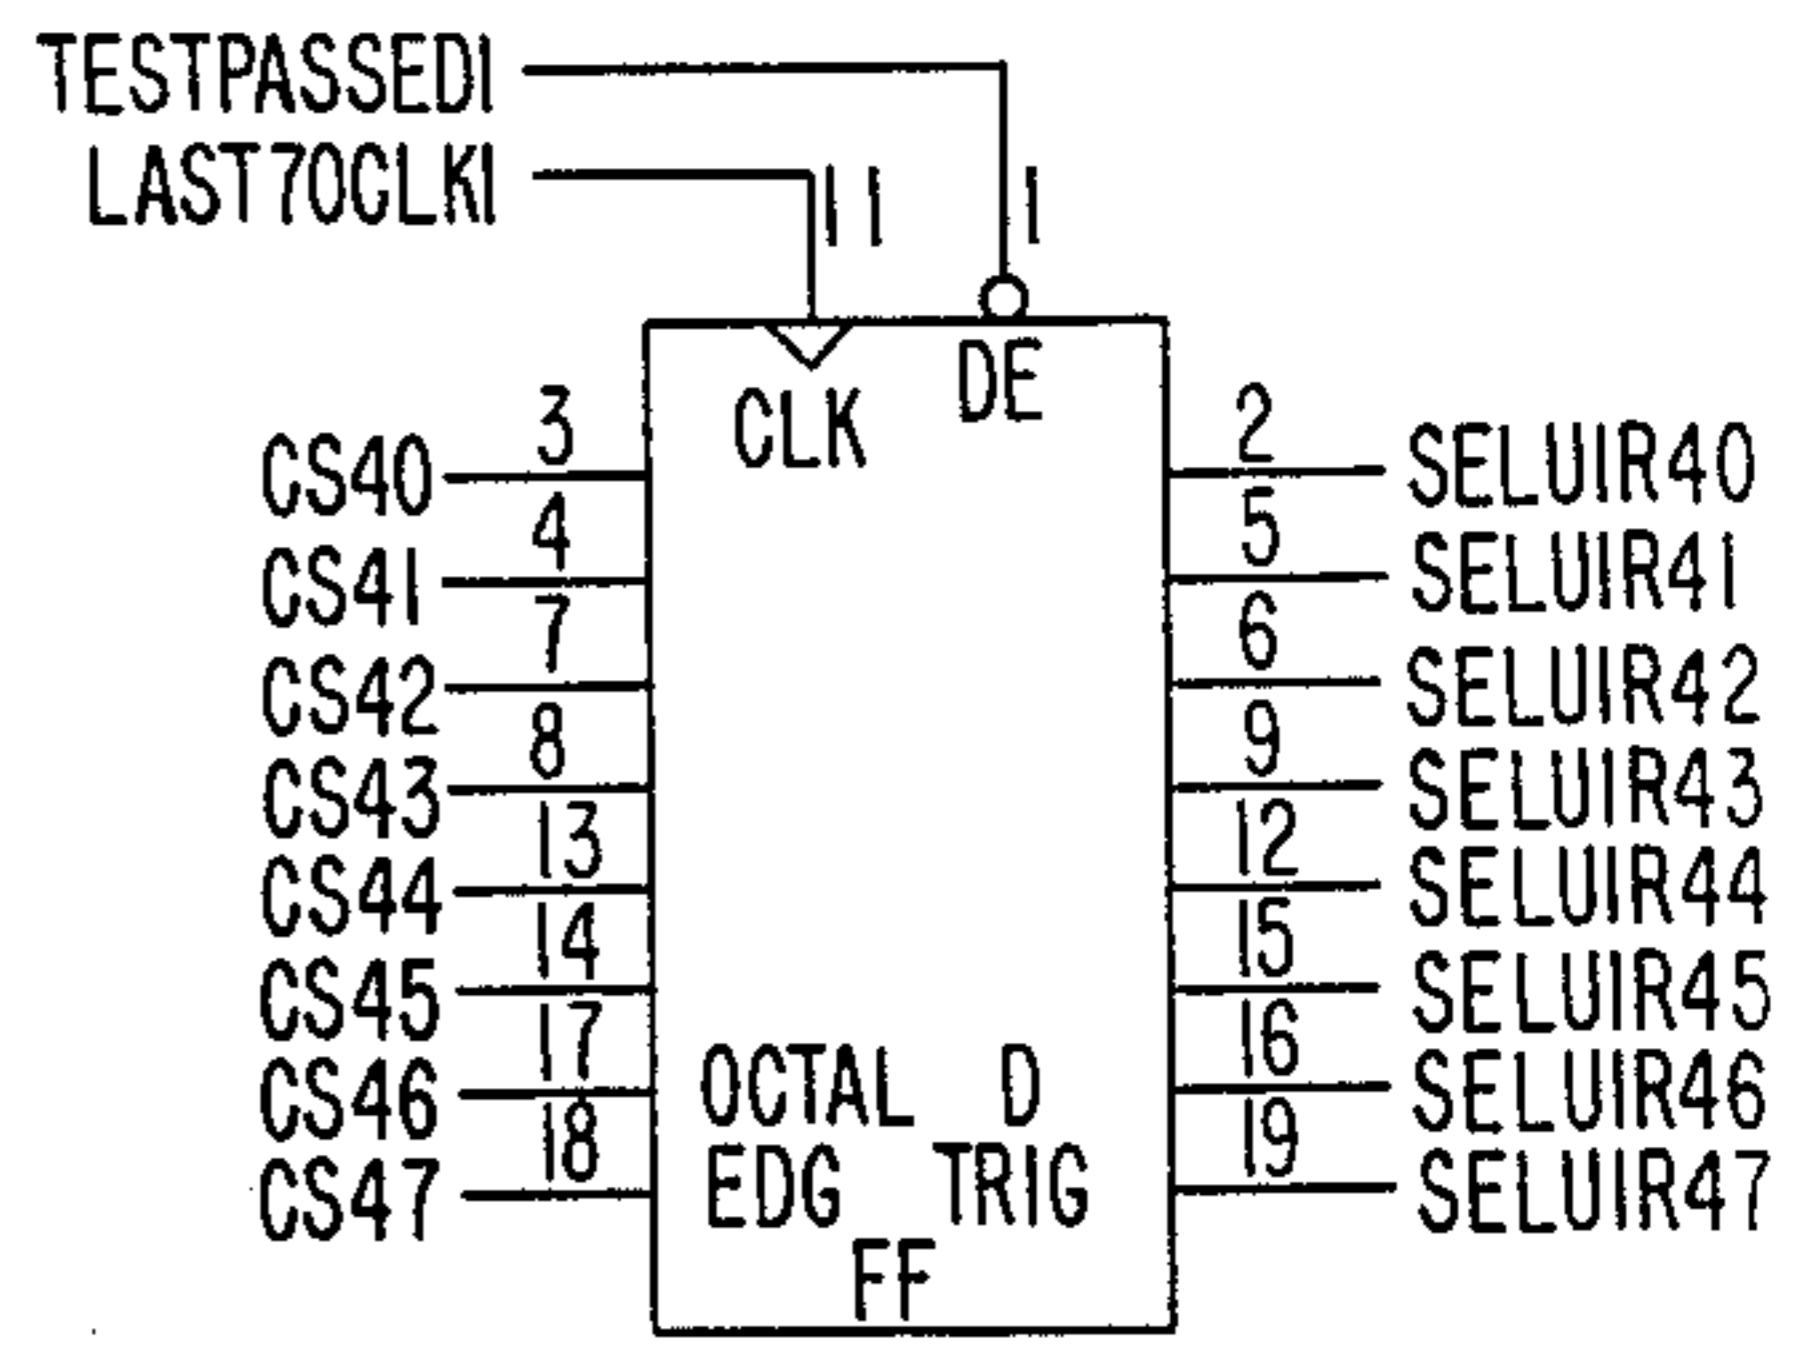 TESTPASSED1
LAST70CLK1
11 1
CLK DE
3 2
CS40 SELUIR40
4 5
CS41 SELUIR41
7 6
CS42 SELUIR42
8 9
CS43 SELUIR43
13 12
CS44 SELUIR44
14 15
CS45 SELUIR45
17 16
CS46 SELUIR46
18 19
CS47 SELUIR47
OCTAL D
EDG TRIG
FF